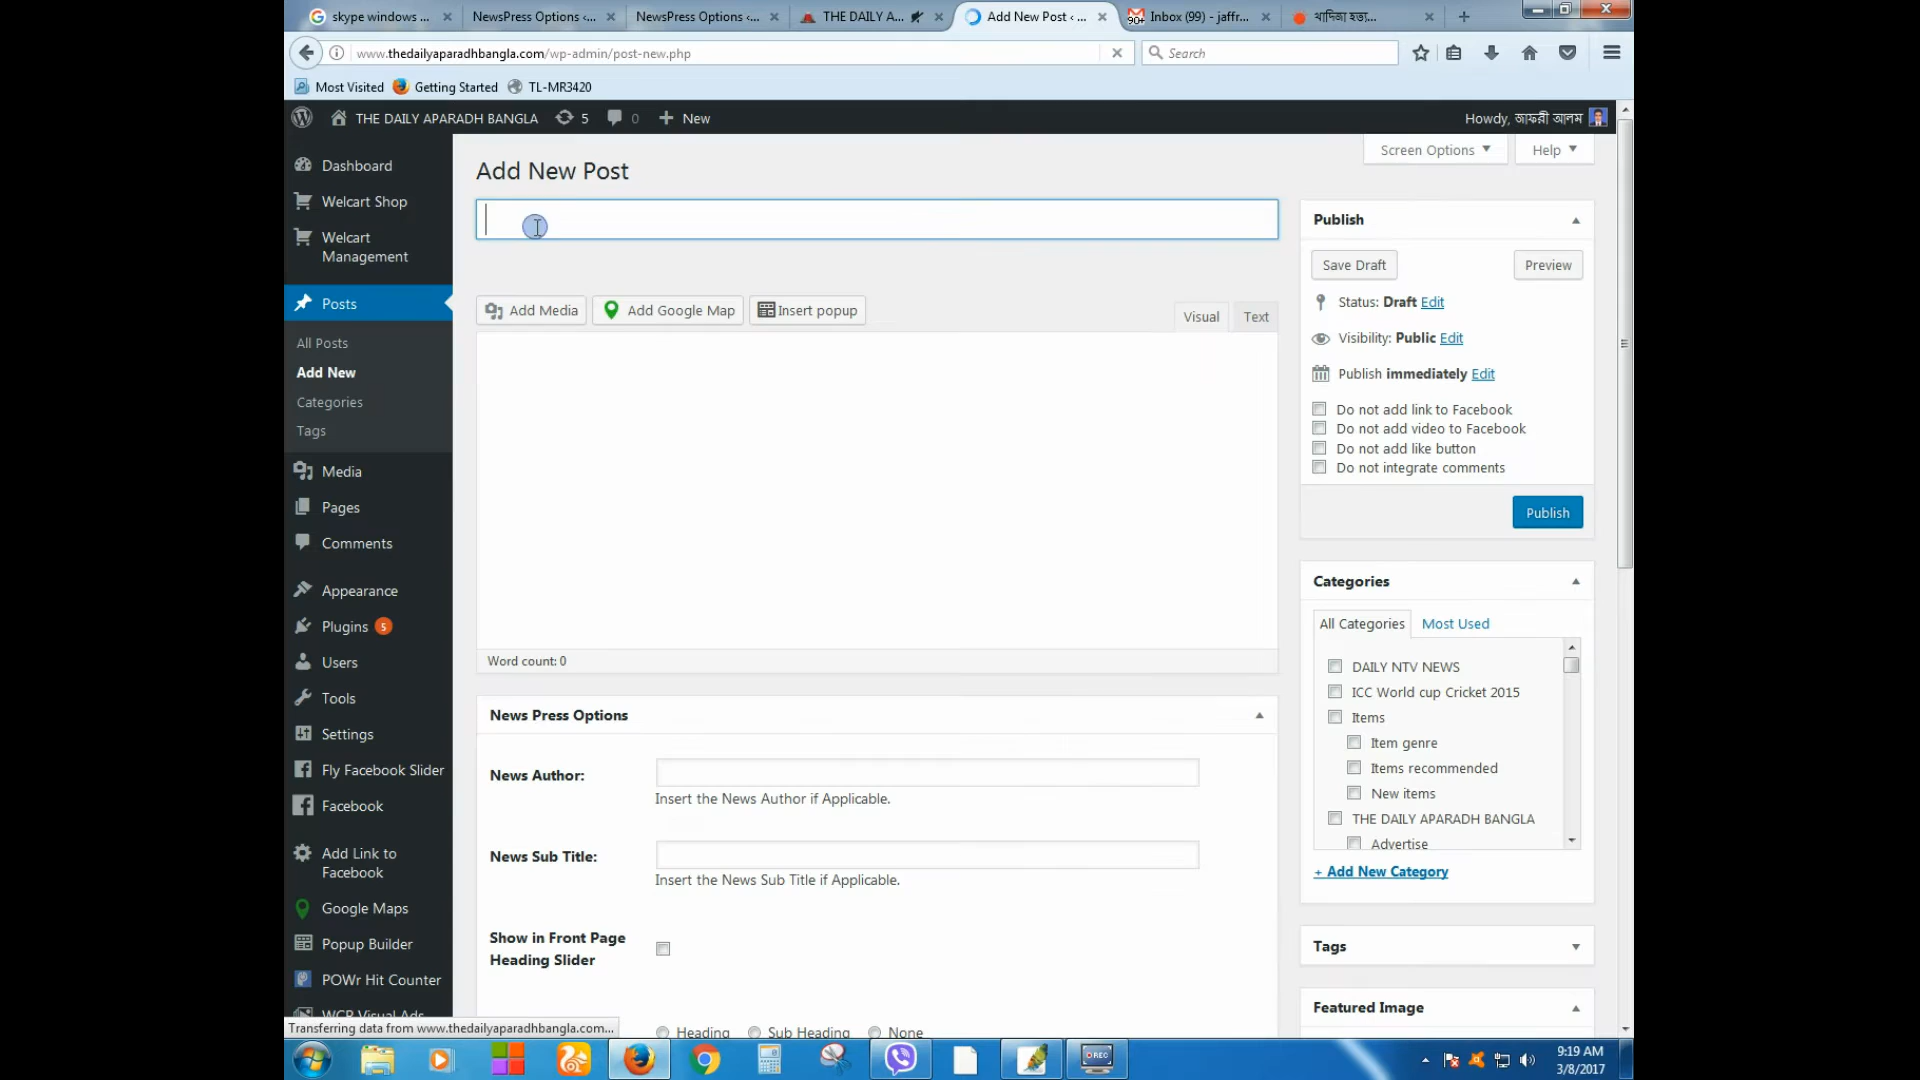 skype windows ...
NewsPress Options ‹...
NewsPress Options ‹...
THE DAILY A...
Add New Post ‹ ...
90+ Inbox (99) - jaffr...
খাদিজা হত্যা...
www.thedailyaparadhbangla.com/wp-admin/post-new.php
Search
Most Visited
Getting Started
TL-MR3420
THE DAILY APARADH BANGLA
5
0
New
Howdy, জাফরী আলম
Screen Options
Help
Dashboard
Welcart Shop
Welcart
Management
Posts
All Posts
Add New
Categories
Tags
Media
Pages
Comments
Appearance
Plugins 5
Users
Tools
Settings
Fly Facebook Slider
Facebook
Add Link to
Facebook
Google Maps
Popup Builder
POWr Hit Counter
WCP Visual Ads
Add New Post
Add Media
Add Google Map
Insert popup
Visual
Text
Word count: 0
News Press Options
News Author:
Insert the News Author if Applicable.
News Sub Title:
Insert the News Sub Title if Applicable.
Show in Front Page
Heading Slider
Heading
Sub Heading
None
Publish
Save Draft
Preview
Status: Draft Edit
Visibility: Public Edit
Publish immediately Edit
Do not add link to Facebook
Do not add video to Facebook
Do not add like button
Do not integrate comments
Publish
Categories
All Categories
Most Used
DAILY NTV NEWS
ICC World cup Cricket 2015
Items
Item genre
Items recommended
New items
THE DAILY APARADH BANGLA
Advertise
+ Add New Category
Tags
Featured Image
Transferring data from www.thedailyaparadhbangla.com...
REC
9:19 AM
3/8/2017